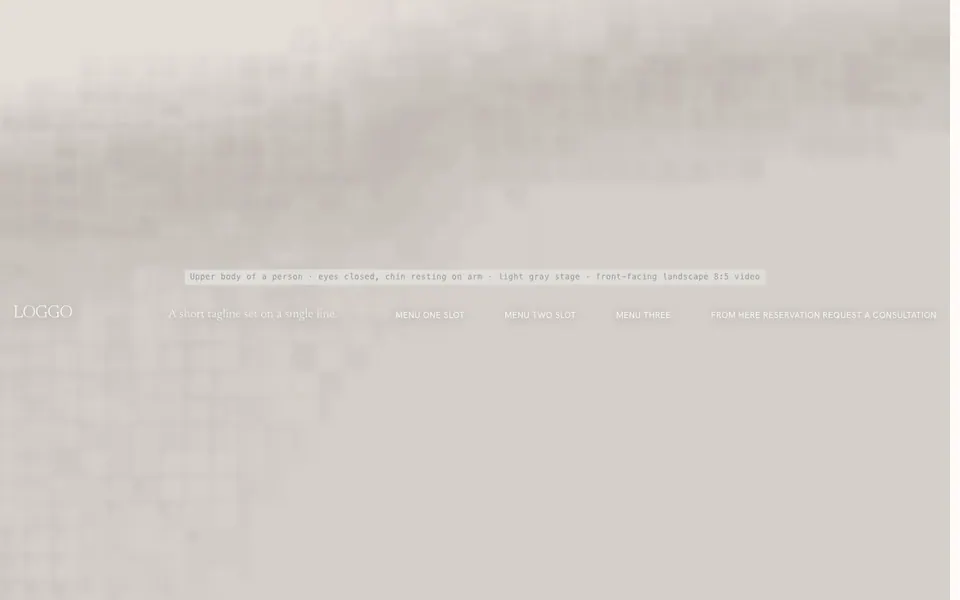 Upper body of a person · eyes closed, chin resting on arm · light gray stage · front-facing landscape 8:5 video
LOGGO A short tagline set on a single line. MENU ONE SLOT MENU TWO SLOT MENU THREE FROM HERE RESERVATION REQUEST A CONSULTATION